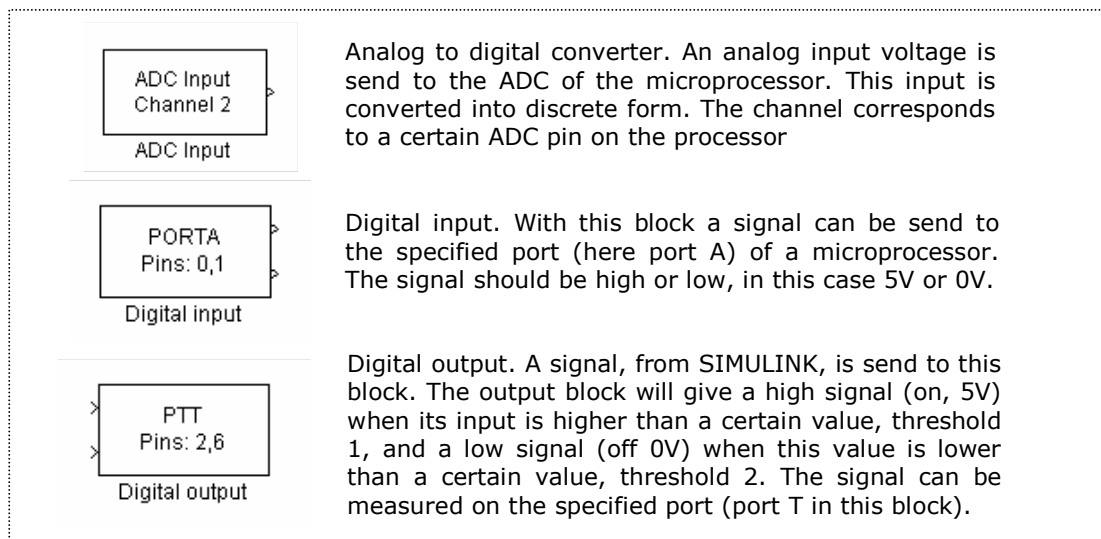 ADC Input
Channel 2
ADC Input
Analog to digital converter. An analog input voltage is
send to the ADC of the microprocessor. This input is
converted into discrete form. The channel corresponds
to a certain ADC pin on the processor
PORTA
Pins: 0,1
Digital input
Digital input. With this block a signal can be send to
the specified port (here port A) of a microprocessor.
The signal should be high or low, in this case 5V or 0V.
PTT
Pins: 2,6
Digital output
Digital output. A signal, from SIMULINK, is send to this
block. The output block will give a high signal (on, 5V)
when its input is higher than a certain value, threshold
1, and a low signal (off 0V) when this value is lower
than a certain value, threshold 2. The signal can be
measured on the specified port (port T in this block).